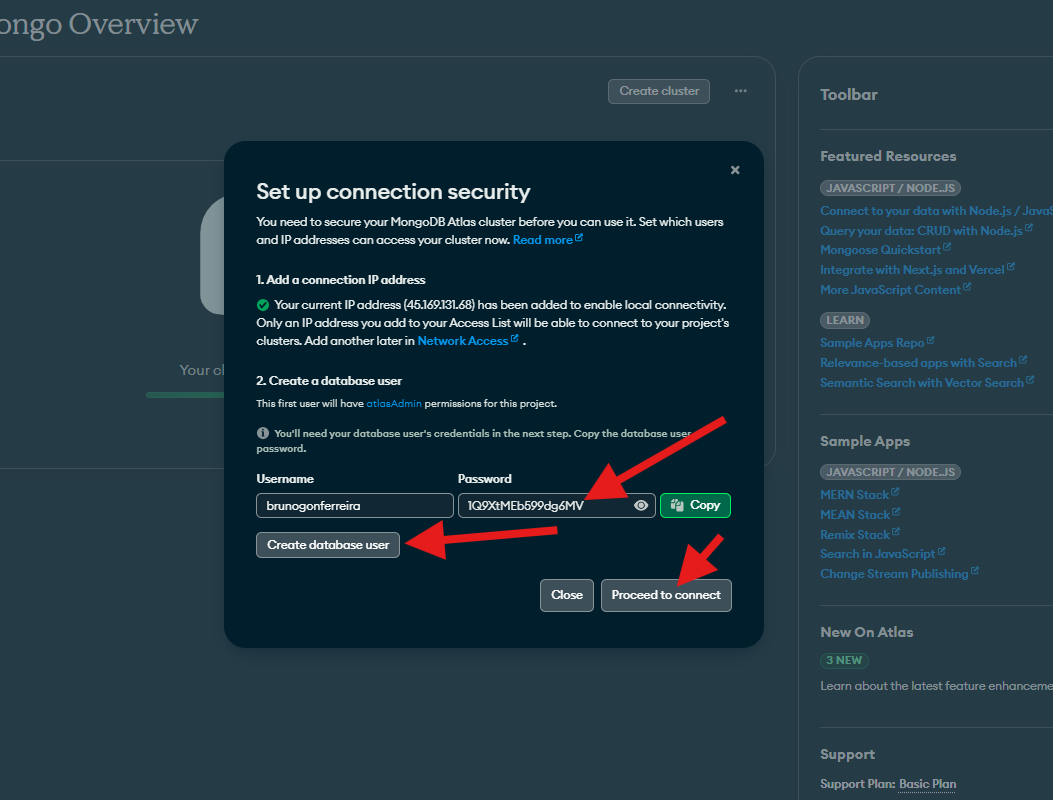 ongo Overview
Create cluster
Set up connection security
You need to secure your MongoDB Atlas cluster before you can use it. Set which users
and IP addresses can access your cluster now. Read more
1. Add a connection IP address
Your current IP address (45.169.131.68) has been added to enable local connectivity.
Only an IP address you add to your Access List will be able to connect to your project's
clusters. Add another later in Network Access .
2. Create a database user
This first user will have atlasAdmin permissions for this project.
You'll need your database user's credentials in the next step. Copy the database user
password.
Username
Password
brunogonferreira
1Q9XtMEb599dg6MV
Copy
Create database user
Close
Proceed to connect
Your cl
Toolbar
Featured Resources
JAVASCRIPT / NODE.JS
Connect to your data with Node.js / JavaS
Query your data: CRUD with Node.js
Mongoose Quickstart
Integrate with Next.js and Vercel
More JavaScript Content
LEARN
Sample Apps Repo
Relevance-based apps with Search
Semantic Search with Vector Search
Sample Apps
JAVASCRIPT / NODE.JS
MERN Stack
MEAN Stack
Remix Stack
Search in JavaScript
Change Stream Publishing
New On Atlas
3 NEW
Learn about the latest feature enhanceme
Support
Support Plan: Basic Plan